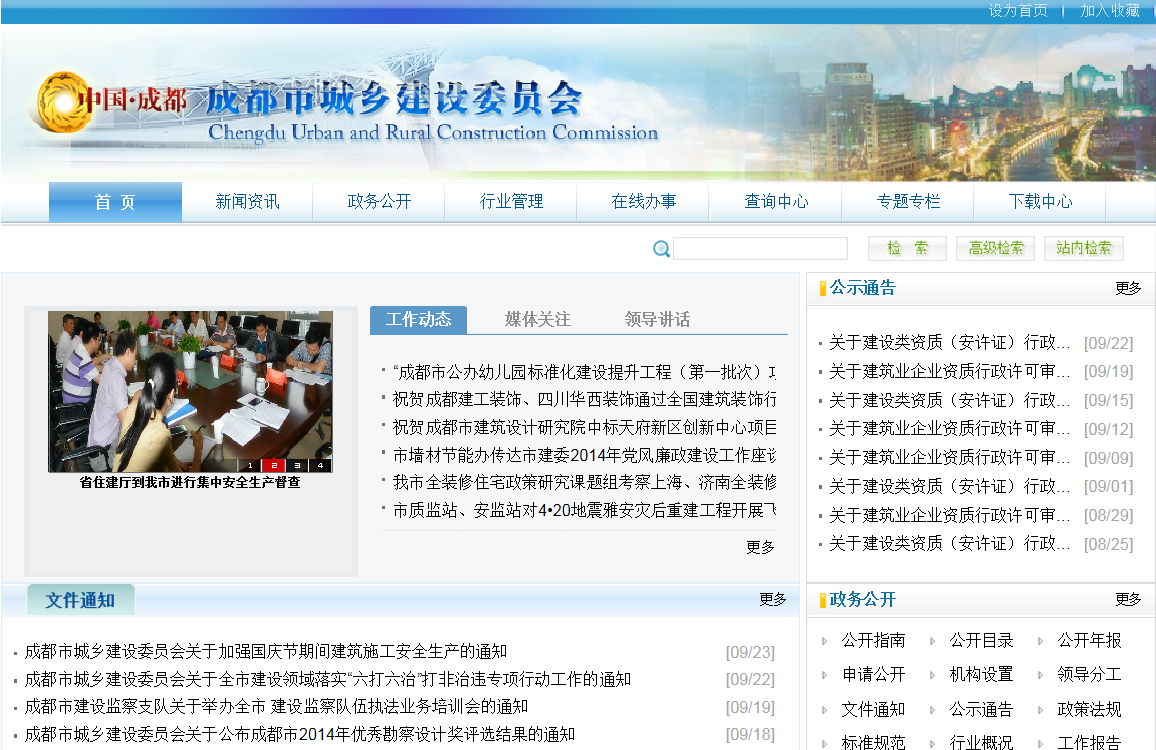 设为首页 | 加入收藏
中国·成都 成都市城乡建设委员会
Chengdu Urban and Rural Construction Commission
首 页 新闻资讯 政务公开 行业管理 在线办事 查询中心 专题专栏 下载中心
检 索 高级检索 站内检索
1 2 3 4
省住建厅到我市进行集中安全生产督查
工作动态 媒体关注 领导讲话
“成都市公办幼儿园标准化建设提升工程（第一批次）
祝贺成都建工装饰、四川华西装饰通过全国建筑装饰行
祝贺成都市建筑设计研究院中标天府新区创新中心项目
市墙材节能办传达市建委2014年党风廉政建设工作座谈
我市全装修住宅政策研究课题组考察上海、济南全装修
市质监站、安监站对4•20地震雅安灾后重建工程开展飞
更多
公示通告 更多
关于建设类资质（安许证）行政... [09/22]
关于建筑业企业资质行政许可审... [09/19]
关于建设类资质（安许证）行政... [09/15]
关于建筑业企业资质行政许可审... [09/12]
关于建筑业企业资质行政许可审... [09/09]
关于建设类资质（安许证）行政... [09/01]
关于建筑业企业资质行政许可审... [08/29]
关于建设类资质（安许证）行政... [08/25]
文件通知 更多
成都市城乡建设委员会关于加强国庆节期间建筑施工安全生产的通知 [09/23]
成都市城乡建设委员会关于全市建设领域落实“六打六治”打非治违专项行动工作的通知 [09/22]
成都市建设监察支队关于举办全市 建设监察队伍执法业务培训会的通知 [09/19]
成都市城乡建设委员会关于公布成都市2014年优秀勘察设计奖评选结果的通知 [09/18]
政务公开 更多
公开指南 公开目录 公开年报
申请公开 机构设置 领导分工
文件通知 公示通告 政策法规
标准规范 行业概况 工作报告